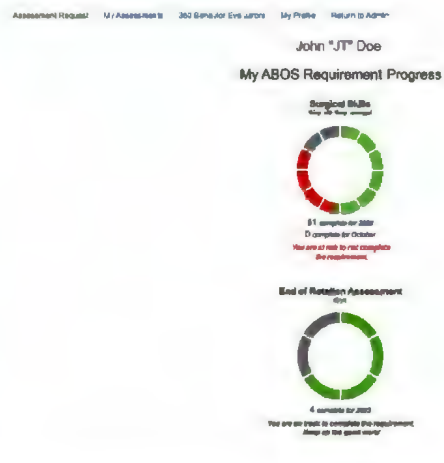 Assessment Request My Assessments 360 Behavior Evaluators My Profile Return to Admin
John "JT" Doe
My ABOS Requirement Progress
Surgical Skills
complete for
0 complete for October
You are at risk to not complete
the requirement.
End of Rotation Assessment
4 complete for 2023
You are on track to complete the requirement.
Keep up the good work!